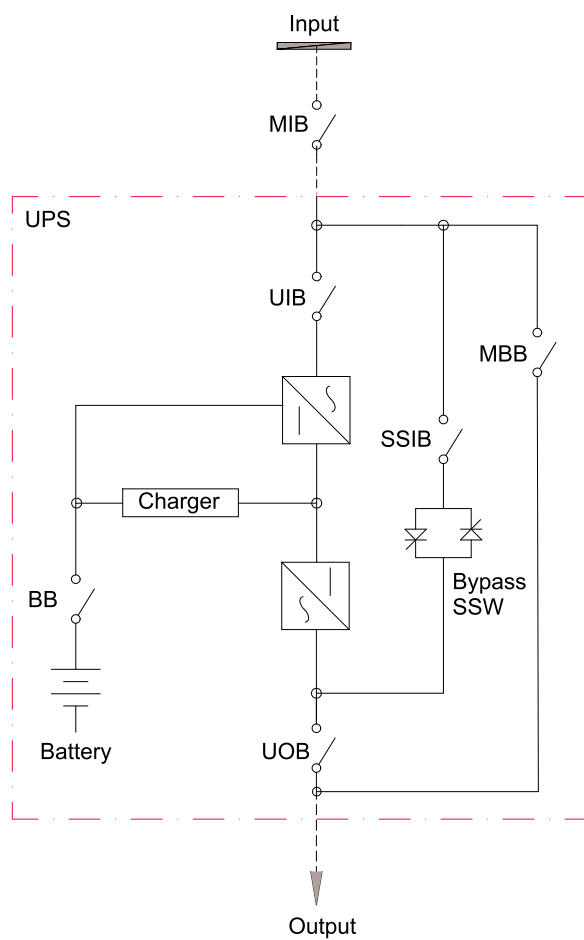 Input
MIB
UPS
UIB
MBB
SSIB
Charger
Bypass
SSW
BB
Battery
UOB
Output